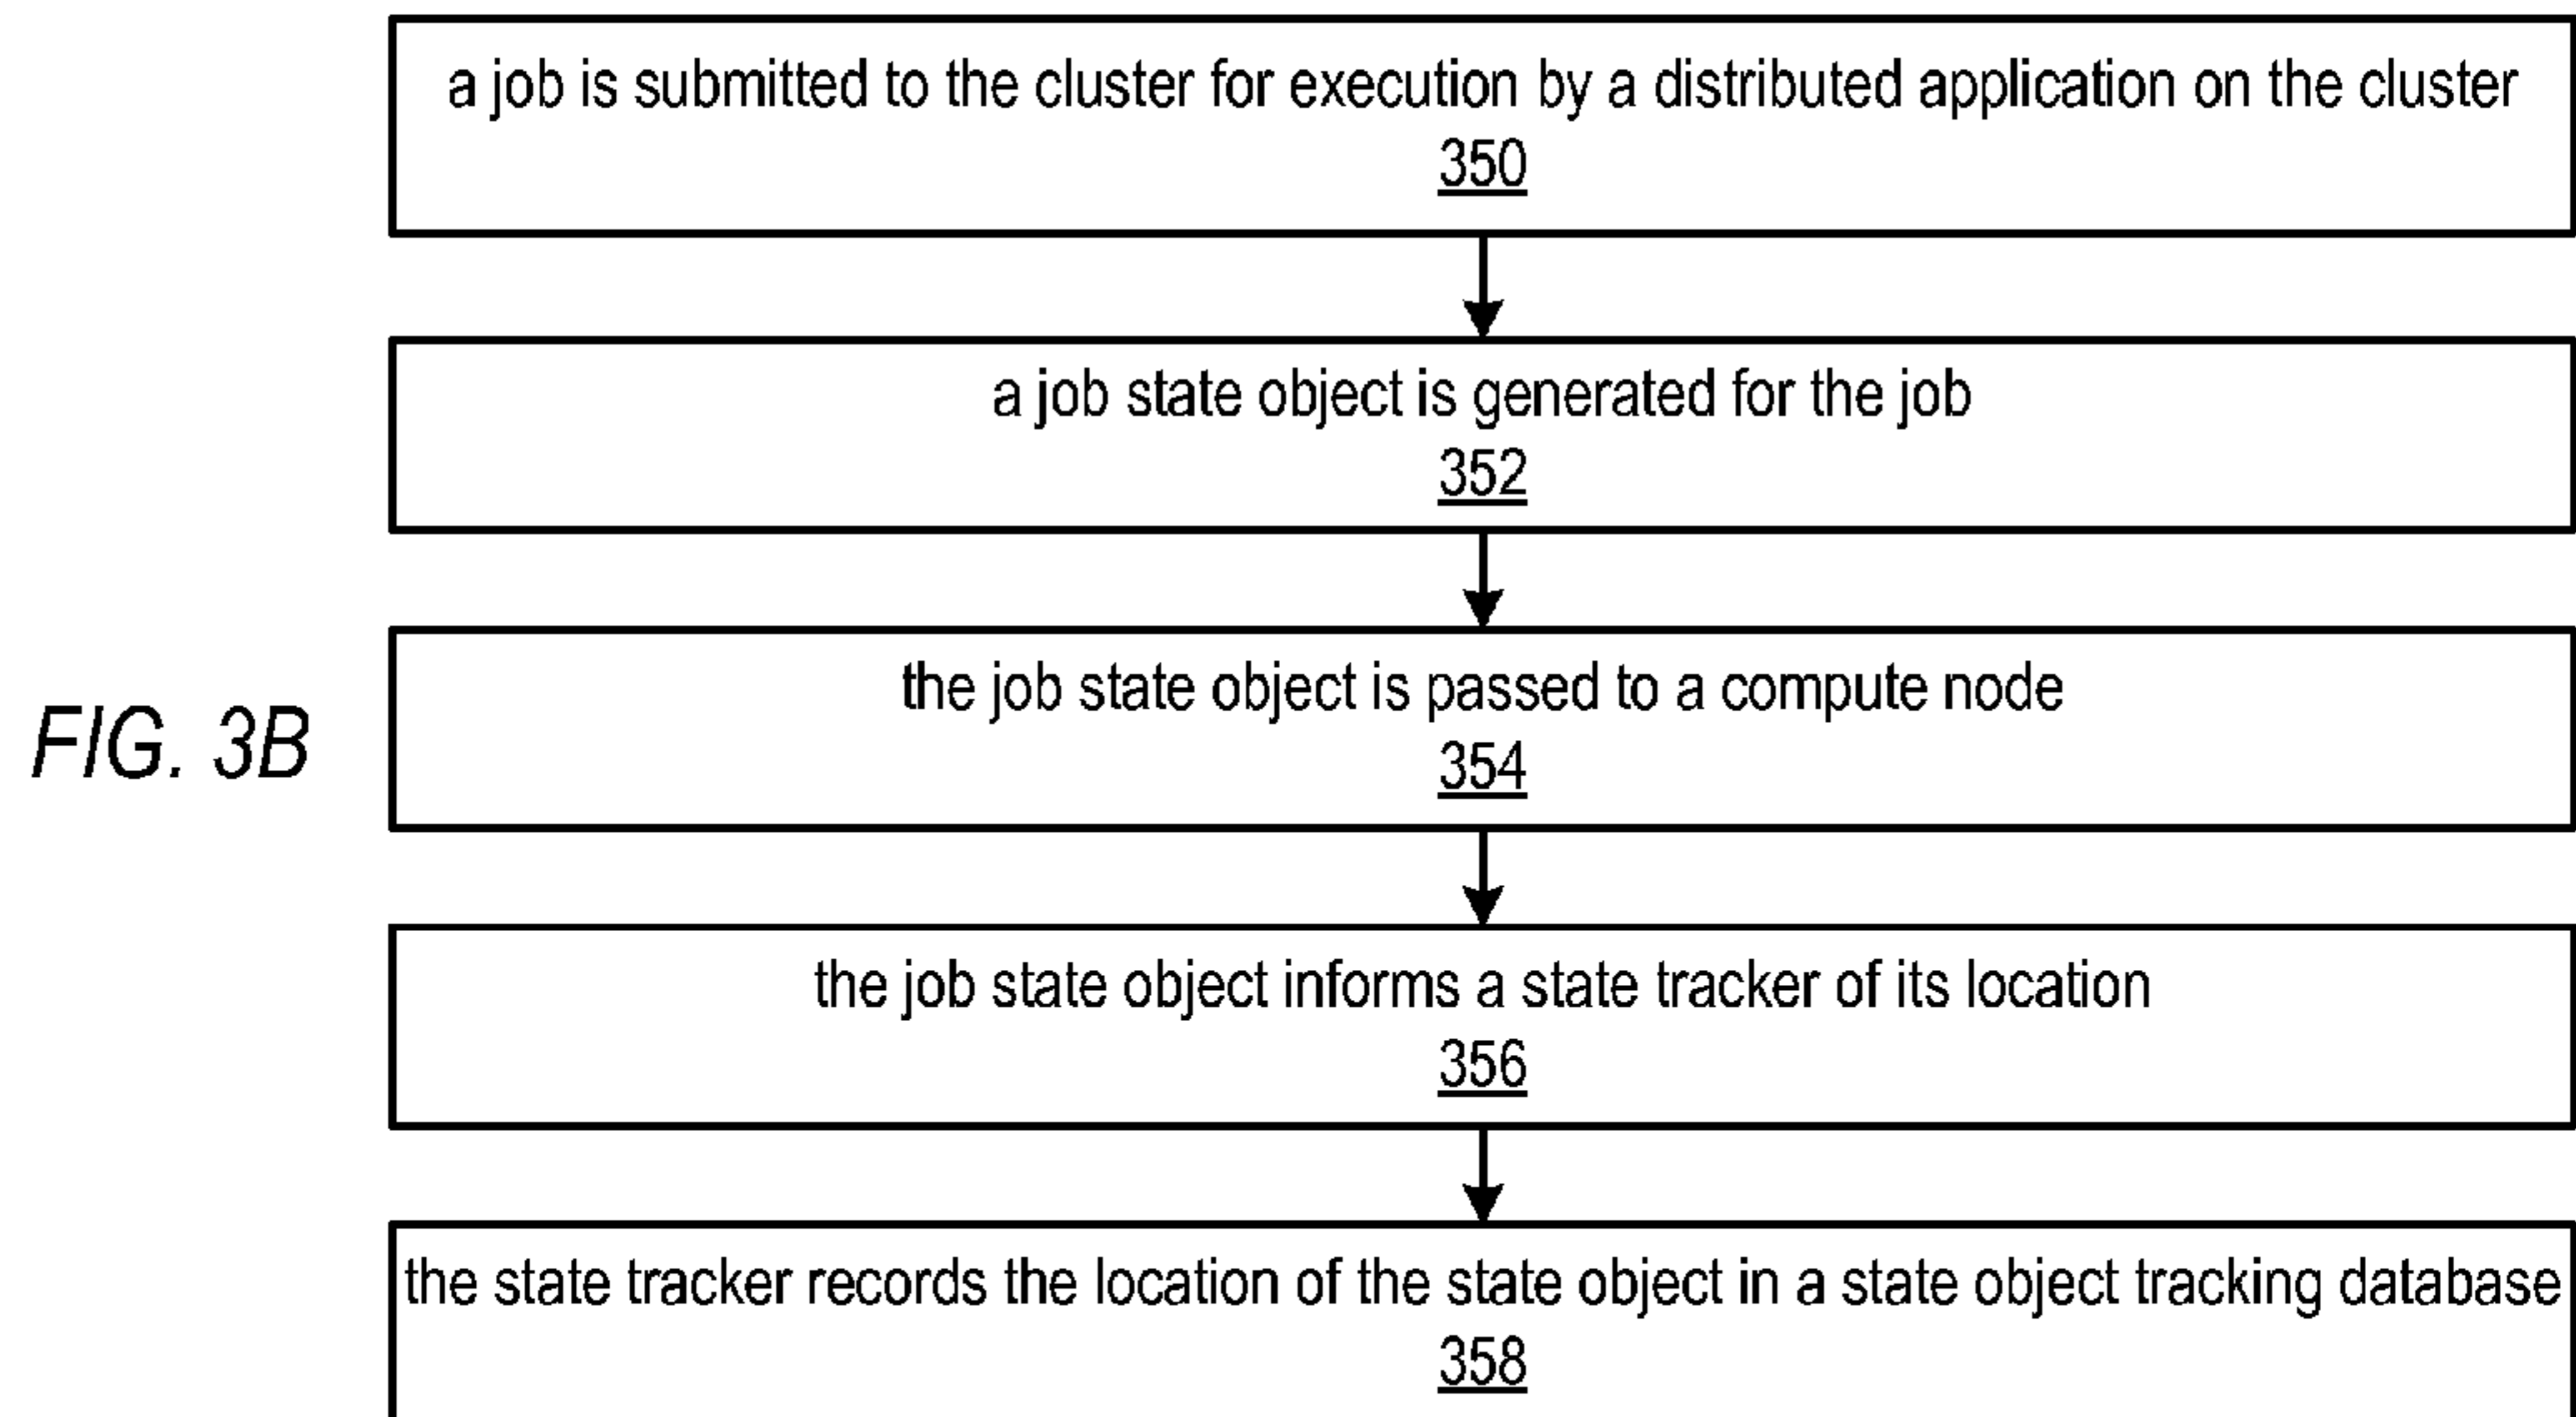 a job is submitted to the cluster for execution by a distributed application on the cluster
350
a job state object is generated for the job
352
the job state object is passed to a compute node
354
FIG. 3B
the job state object informs a state tracker of its location
356
the state tracker records the location of the state object in a state object tracking database
358